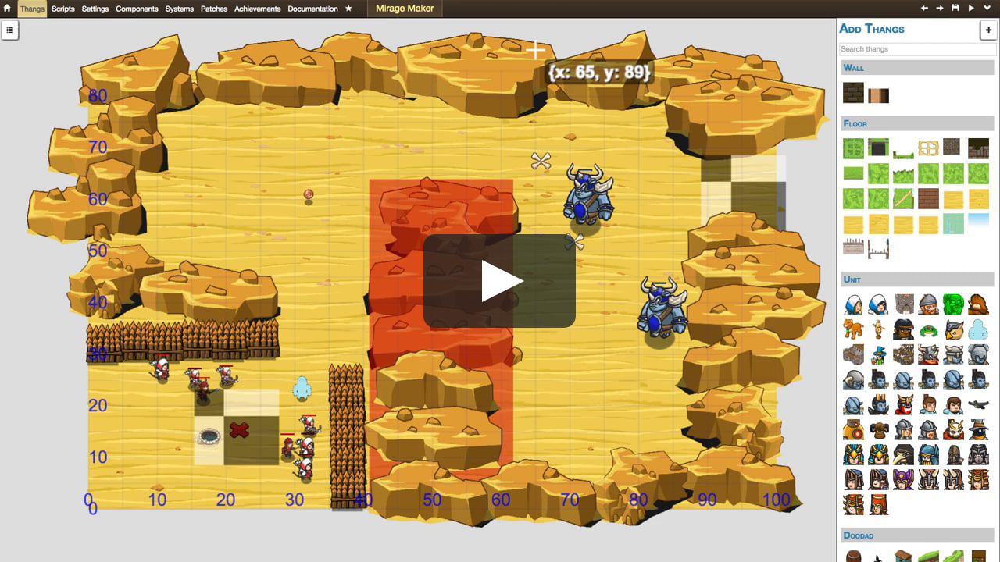 Thangs Scripts Settings Components Systems Patches Achievements Documentation Mirage Maker
ADD THANGS
Search thangs
WALL
{x: 65, y: 89}
FLOOR
80
70
60
50
UNIT
40
30
20
10
0 10 20 30 40 50 60 70 80 90 100
0
DOODAD